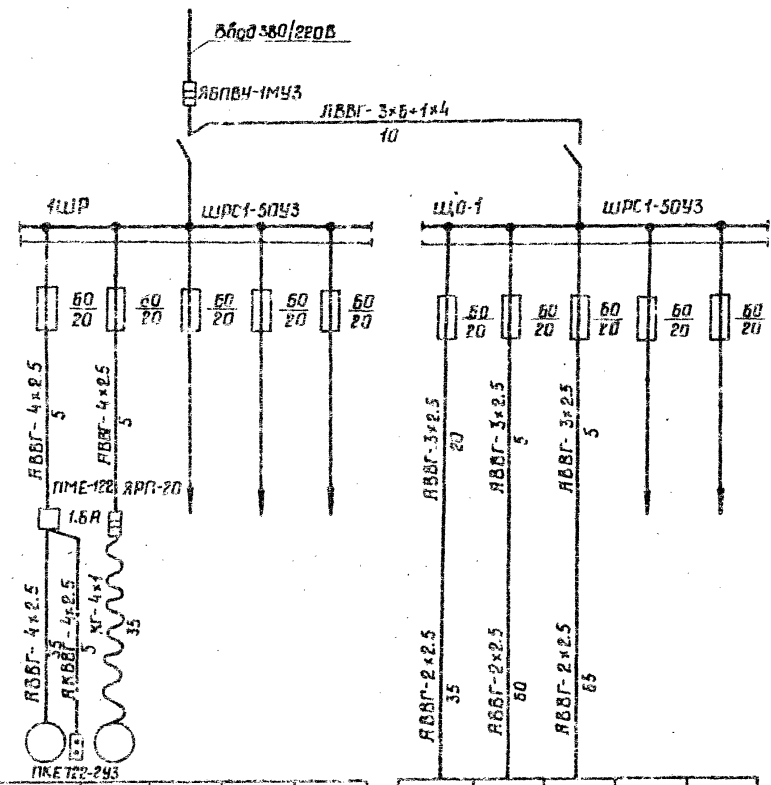 Ввод 380/220В
ЯБПВУ-1МУ3
АВВГ-3×6+1×4
10
1ШР
ШРС1-50У3
ЩО-1
ШРС1-50У3
60
20
60
20
60
20
60
20
60
20
60
20
60
20
60
20
60
20
60
20
АВВГ-4×2.5
5
АВВГ-4×2.5
5
АВВГ-3×2.5
20
АВВГ-3×2.5
5
АВВГ-3×2.5
5
ПМЕ-122
1.6А
ЯРП-20
АВВГ-4×2.5
35
АКВВГ-4×2.5
5
КГ-4×1
35
АВВГ-2×2.5
35
АВВГ-2×2.5
60
АВВГ-2×2.5
65
ПКЕ722-2У3